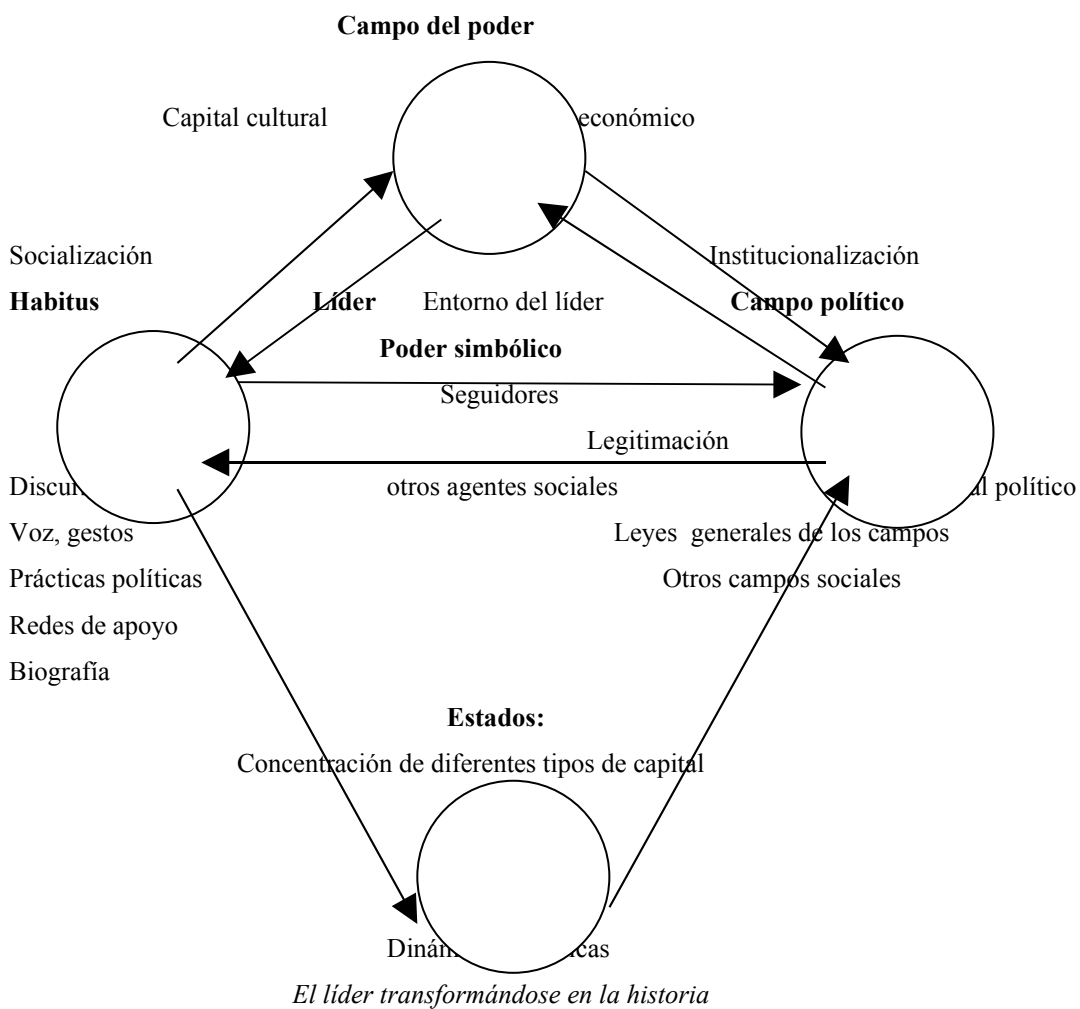 Campo del poder
Capital cultural económico
Socialización Institucionalización
Habitus Líder Entorno del líder Campo político
Poder simbólico
Seguidores
Legitimación
otros agentes sociales político
Voz, gestos Leyes generales de los campos
Prácticas políticas Otros campos sociales
Redes de apoyo
Biografía
Estados:
Concentración de diferentes tipos de capital
El líder transformándose en la historia